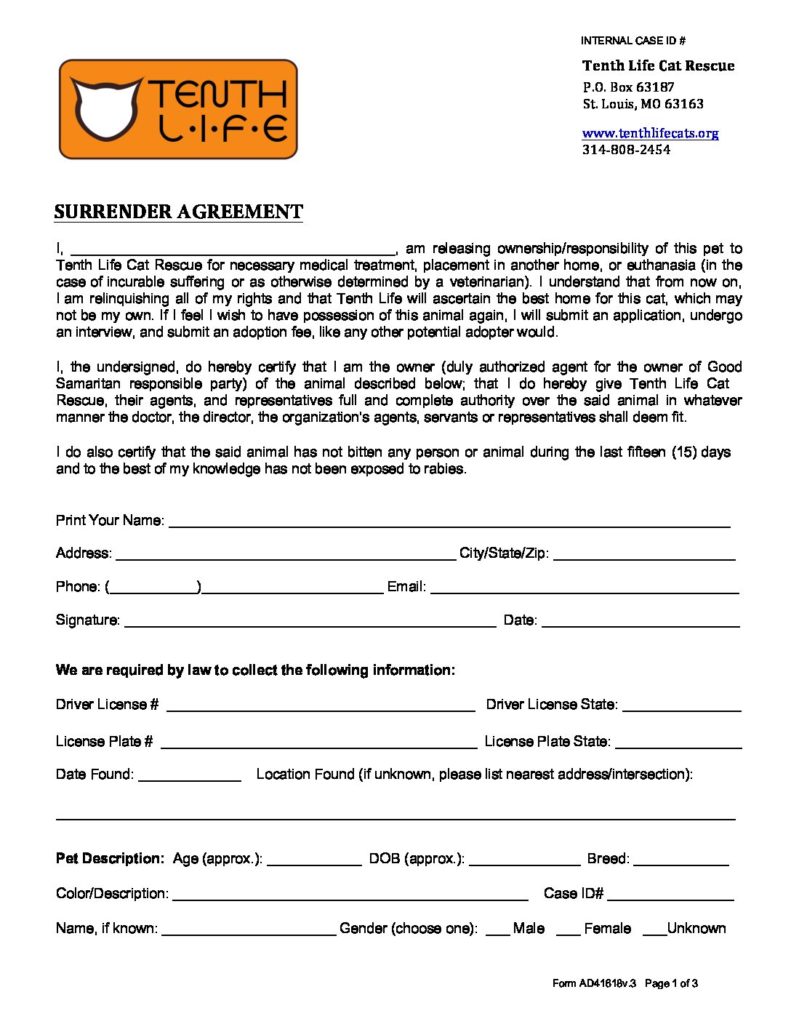 INTERNAL CASE ID #
TENTH
L·I·F·E
Tenth Life Cat Rescue
P.O. Box 63187
St. Louis, MO 63163
www.tenthlifecats.org
314-808-2454
SURRENDER AGREEMENT
I, ________________________________________, am releasing ownership/responsibility of this pet to
Tenth Life Cat Rescue for necessary medical treatment, placement in another home, or euthanasia (in the
case of incurable suffering or as otherwise determined by a veterinarian). I understand that from now on,
I am relinquishing all of my rights and that Tenth Life will ascertain the best home for this cat, which may
not be my own. If I feel I wish to have possession of this animal again, I will submit an application, undergo
an interview, and submit an adoption fee, like any other potential adopter would.
I, the undersigned, do hereby certify that I am the owner (duly authorized agent for the owner of Good
Samaritan responsible party) of the animal described below; that I do hereby give Tenth Life Cat
Rescue, their agents, and representatives full and complete authority over the said animal in whatever
manner the doctor, the director, the organization's agents, servants or representatives shall deem fit.
I do also certify that the said animal has not bitten any person or animal during the last fifteen (15) days
and to the best of my knowledge has not been exposed to rabies.
Print Your Name: ____________________
Address: ____________________ City/State/Zip: ____________________
Phone: (__________)____________________ Email: ____________________
Signature: ____________________ Date: ____________________
We are required by law to collect the following information:
Driver License # ____________________ Driver License State: ____________
License Plate # ____________________ License Plate State: ____________
Date Found: ____________ Location Found (if unknown, please list nearest address/intersection):
Pet Description: Age (approx.): ____________ DOB (approx.): ____________ Breed: ____________
Color/Description: ____________________ Case ID# ____________
Name, if known: ____________________ Gender (choose one): ___ Male ___ Female ___Unknown
Form AD41618v.3 Page 1 of 3